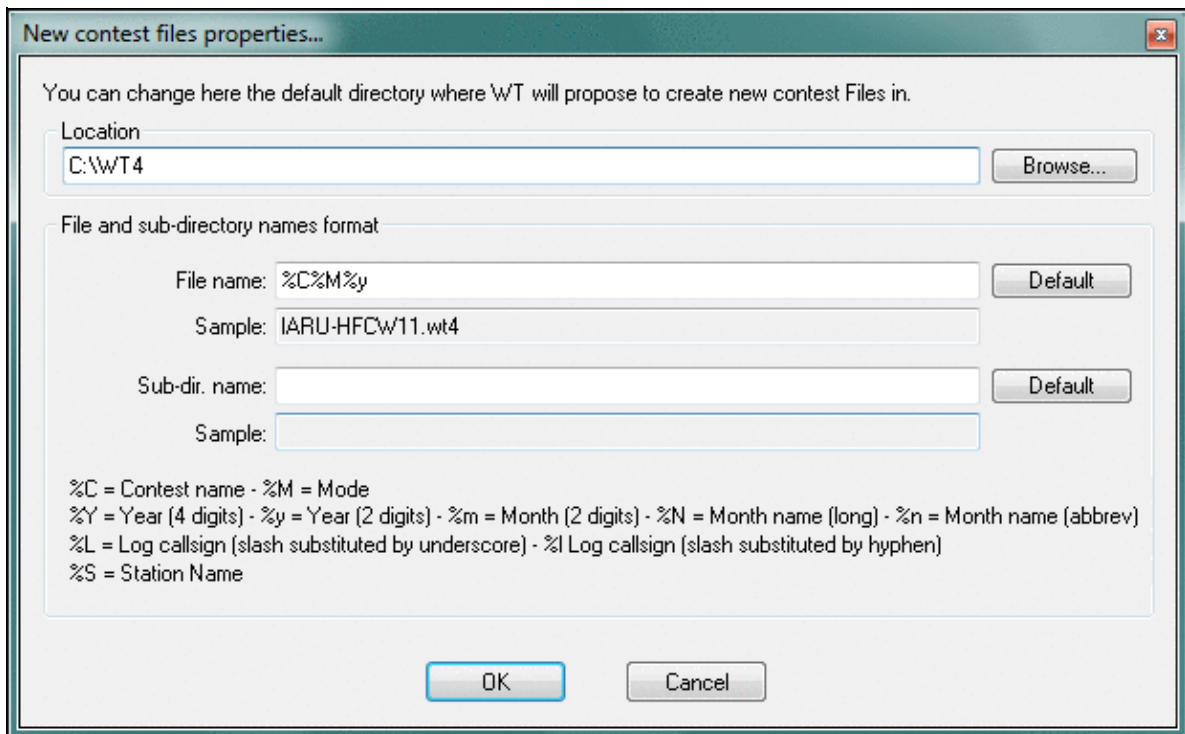 New contest files properties...
You can change here the default directory where WT will propose to create new contest Files in.
Location
C:\WT4 Browse...
File and sub-directory names format
File name: %C%M%y Default
Sample: IARU-HFCW11.wt4
Sub-dir. name: Default
Sample:
%C = Contest name - %M = Mode
%Y = Year (4 digits) - %y = Year (2 digits) - %m = Month (2 digits) - %N = Month name (long) - %n = Month name (abbrev)
%L = Log callsign (slash substituted by underscore) - %l Log callsign (slash substituted by hyphen)
%S = Station Name
OK Cancel